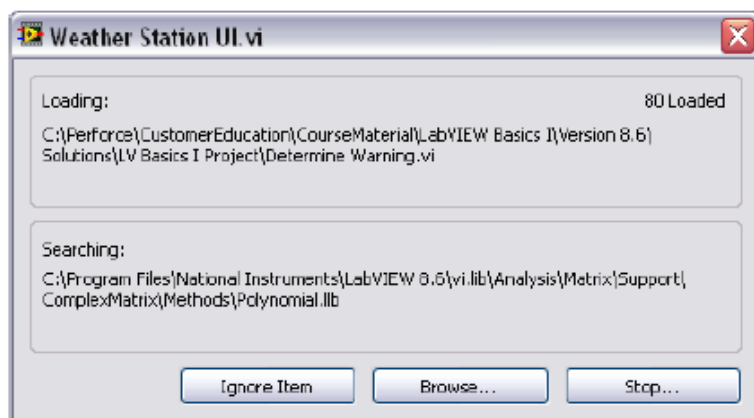 Weather Station UI.vi
Loading:
80 Loaded
C:\Perforce\CustomerEducation\CourseMaterial\LabVIEW Basics I\Version 8.6\
Solutions\LV Basics I Project\Determine Warning.vi
Searching:
C:\Program Files\National Instruments\LabVIEW 8.6\vi.lib\Analysis\Matrix\Support\
ComplexMatrix\Methods\Polynomial.llb
Ignore Item
Browse...
Stop...